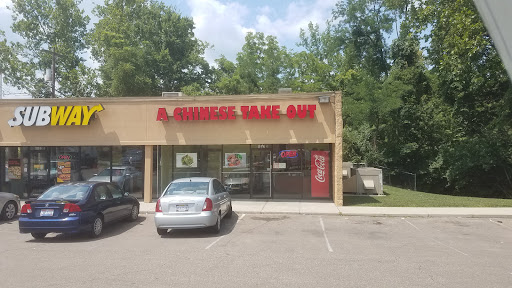 SUBWAY
A CHINESE TAKE OUT
Coca-Cola